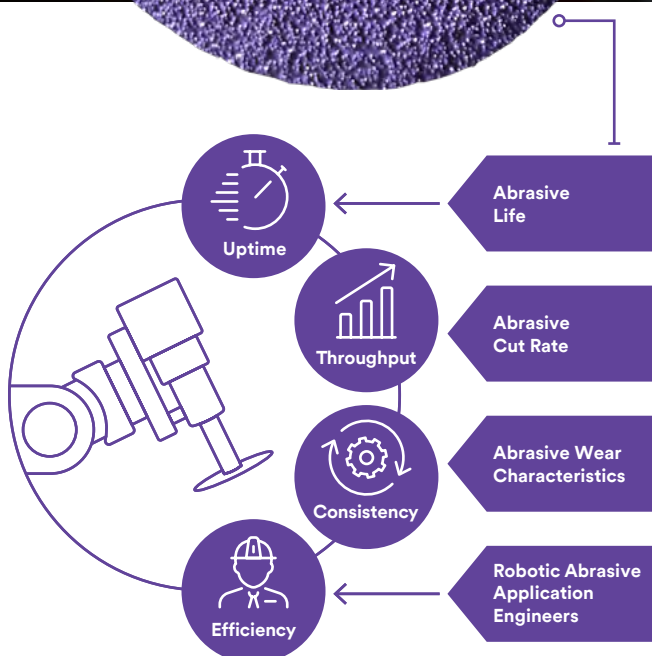 Uptime
Abrasive
Life
Throughput
Abrasive
Cut Rate
Consistency
Abrasive Wear
Characteristics
Efficiency
Robotic Abrasive
Application
Engineers